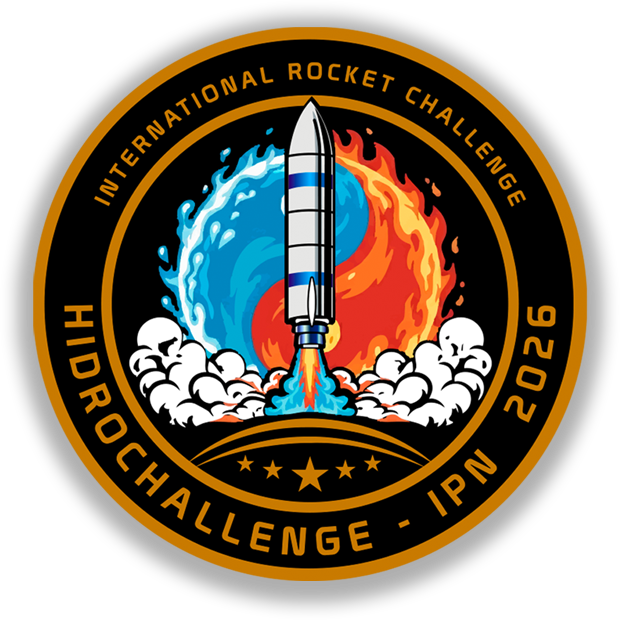 INTERNATIONAL ROCKET CHALLENGE
HIDROCHALLENGE - IPN 2026